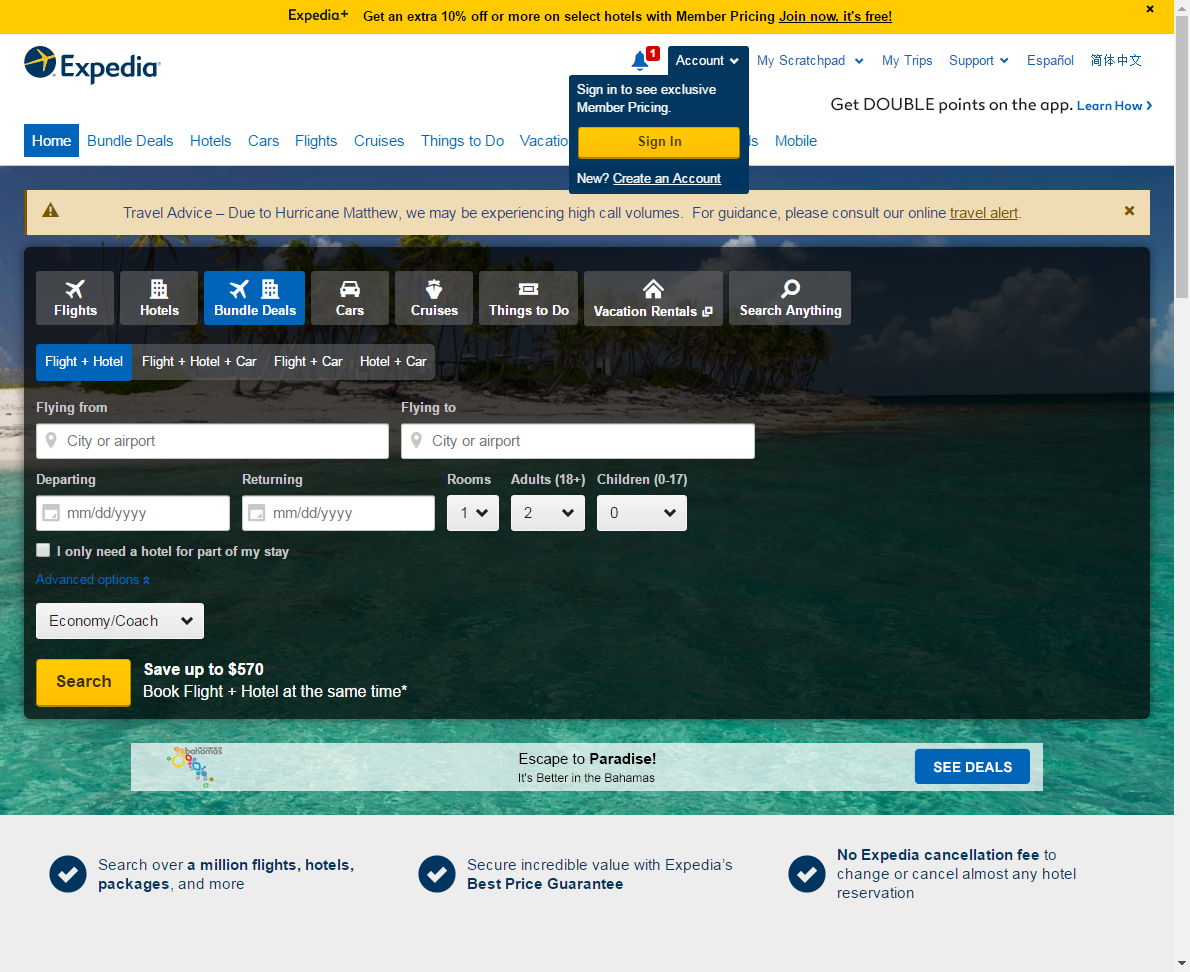 Expedia+ Get an extra 10% off or more on select hotels with Member Pricing Join now, it's free!
Expedia
1
Account
My Scratchpad
My Trips
Support
Español
简体中文
Sign in to see exclusive
Member Pricing.
Sign In
New? Create an Account
Get DOUBLE points on the app. Learn How
Home
Bundle Deals
Hotels
Cars
Flights
Cruises
Things to Do
Mobile
Travel Advice – Due to Hurricane Matthew, we may be experiencing high call volumes. For guidance, please consult our online travel alert.
Flights
Hotels
Bundle Deals
Cars
Cruises
Things to Do
Vacation Rentals
Search Anything
Flight + Hotel
Flight + Hotel + Car
Flight + Car
Hotel + Car
Flying from
Flying to
City or airport
City or airport
Departing
Returning
Rooms
Adults (18+)
Children (0-17)
mm/dd/yyyy
mm/dd/yyyy
1
2
0
I only need a hotel for part of my stay
Advanced options
Economy/Coach
Search
Save up to $570
Book Flight + Hotel at the same time*
bahamas
Escape to Paradise!
It's Better in the Bahamas
SEE DEALS
Search over a million flights, hotels,
packages, and more
Secure incredible value with Expedia's
Best Price Guarantee
No Expedia cancellation fee to
change or cancel almost any hotel
reservation